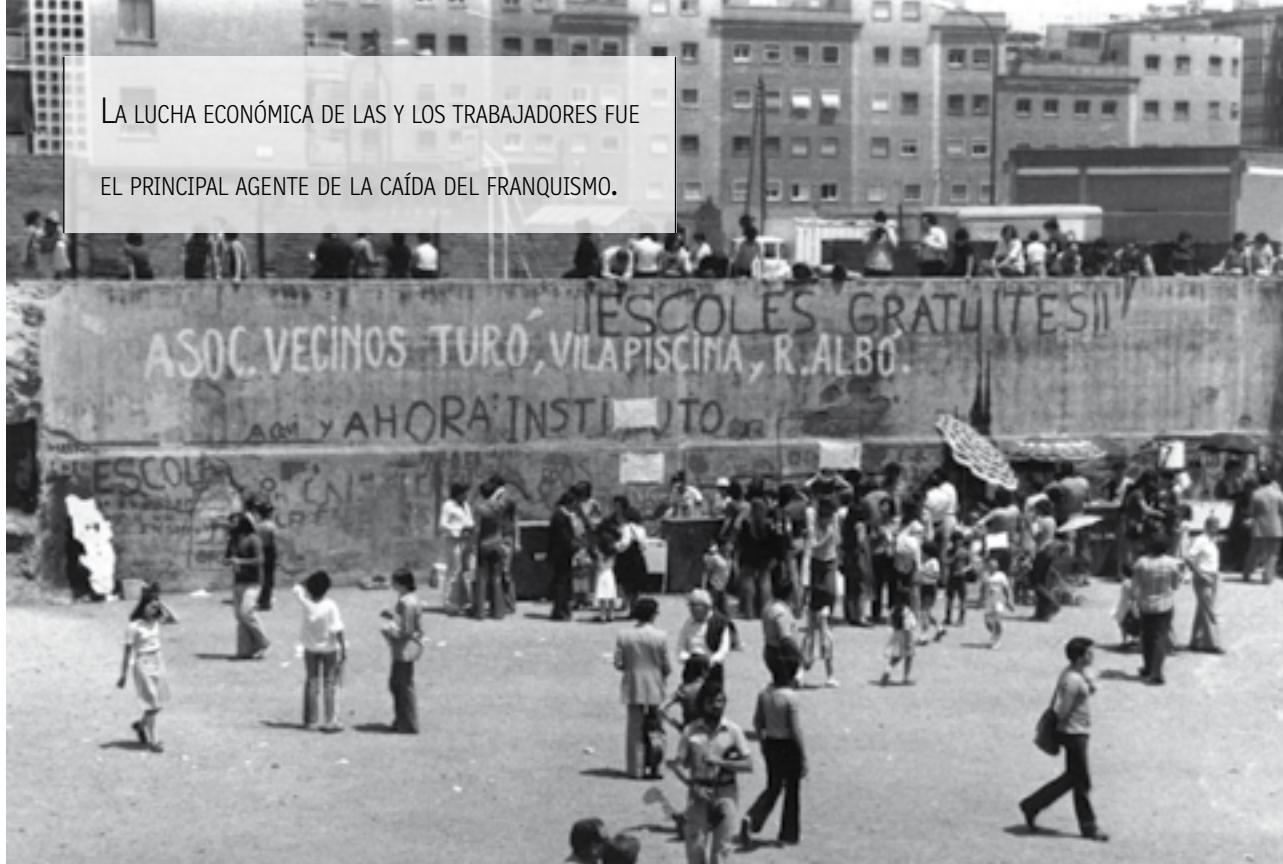 LA LUCHA ECONÓMICA DE LAS Y LOS TRABAJADORES FUE
EL PRINCIPAL AGENTE DE LA CAÍDA DEL FRANQUISMO.
¡¡ESCOLES GRATUITES!!
ASOC. VECINOS TURÓ, VILAPISCINA, Y R. ALBÓ.
AQUÍ Y AHORA INSTITUTO
ESCOLA